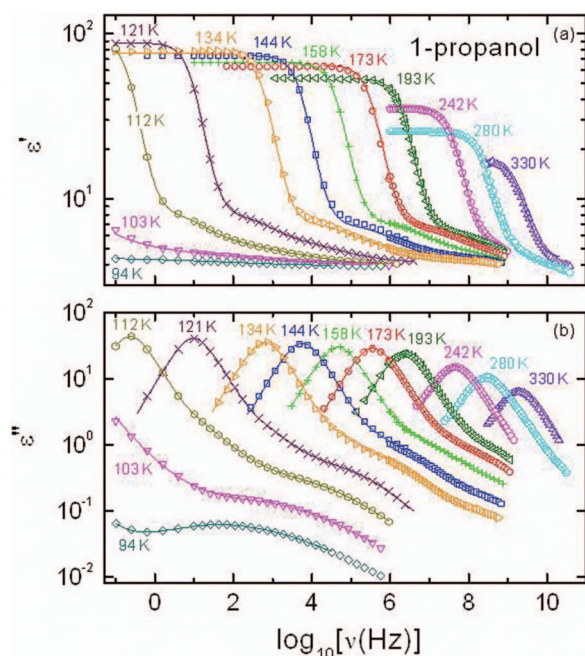 1-propanol
(a)
ε'
10²
10¹
121 K
134 K
144 K
158 K
173 K
193 K
242 K
280 K
330 K
112 K
103 K
94 K
(b)
ε"
10²
10¹
10⁰
10⁻¹
10⁻²
112 K
121 K
134 K
144 K
158 K
173 K
193 K
242 K
280 K
330 K
103 K
94 K
0 2 4 6 8 10
log₁₀[ν(Hz)]